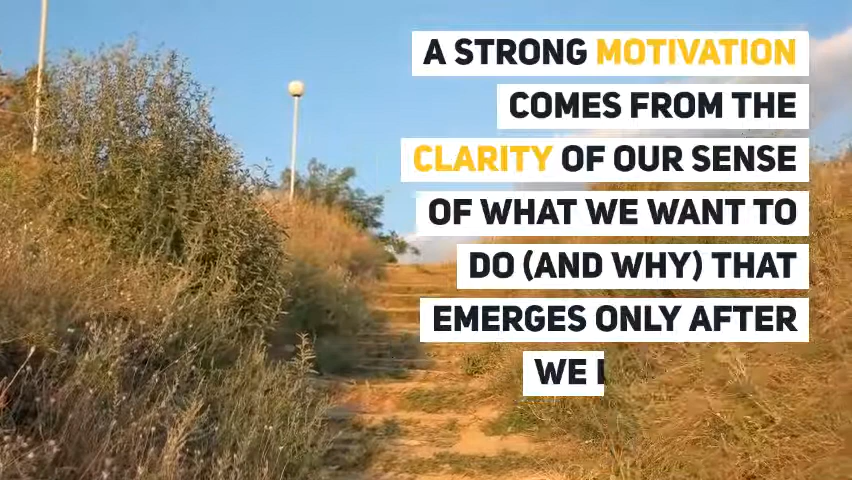 A STRONG MOTIVATION
COMES FROM THE
CLARITY OF OUR SENSE
OF WHAT WE WANT TO
DO (AND WHY) THAT
EMERGES ONLY AFTER
WE